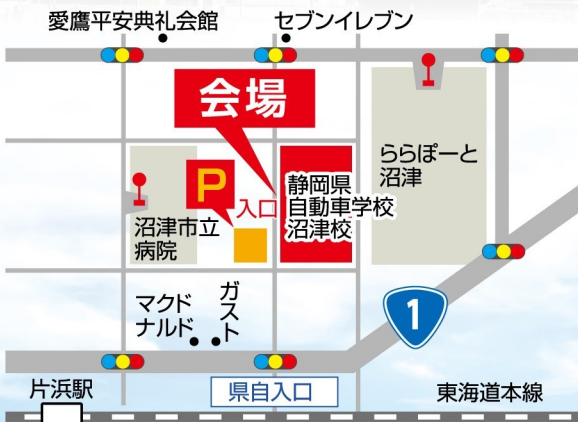 愛鷹平安典礼会館
セブンイレブン
会場
P
入口
静岡県
自動車学校
沼津校
ららぽーと
沼津
沼津市立
病院
マクド
ナルド
ガスト
1
片浜駅
県自入口
東海道本線